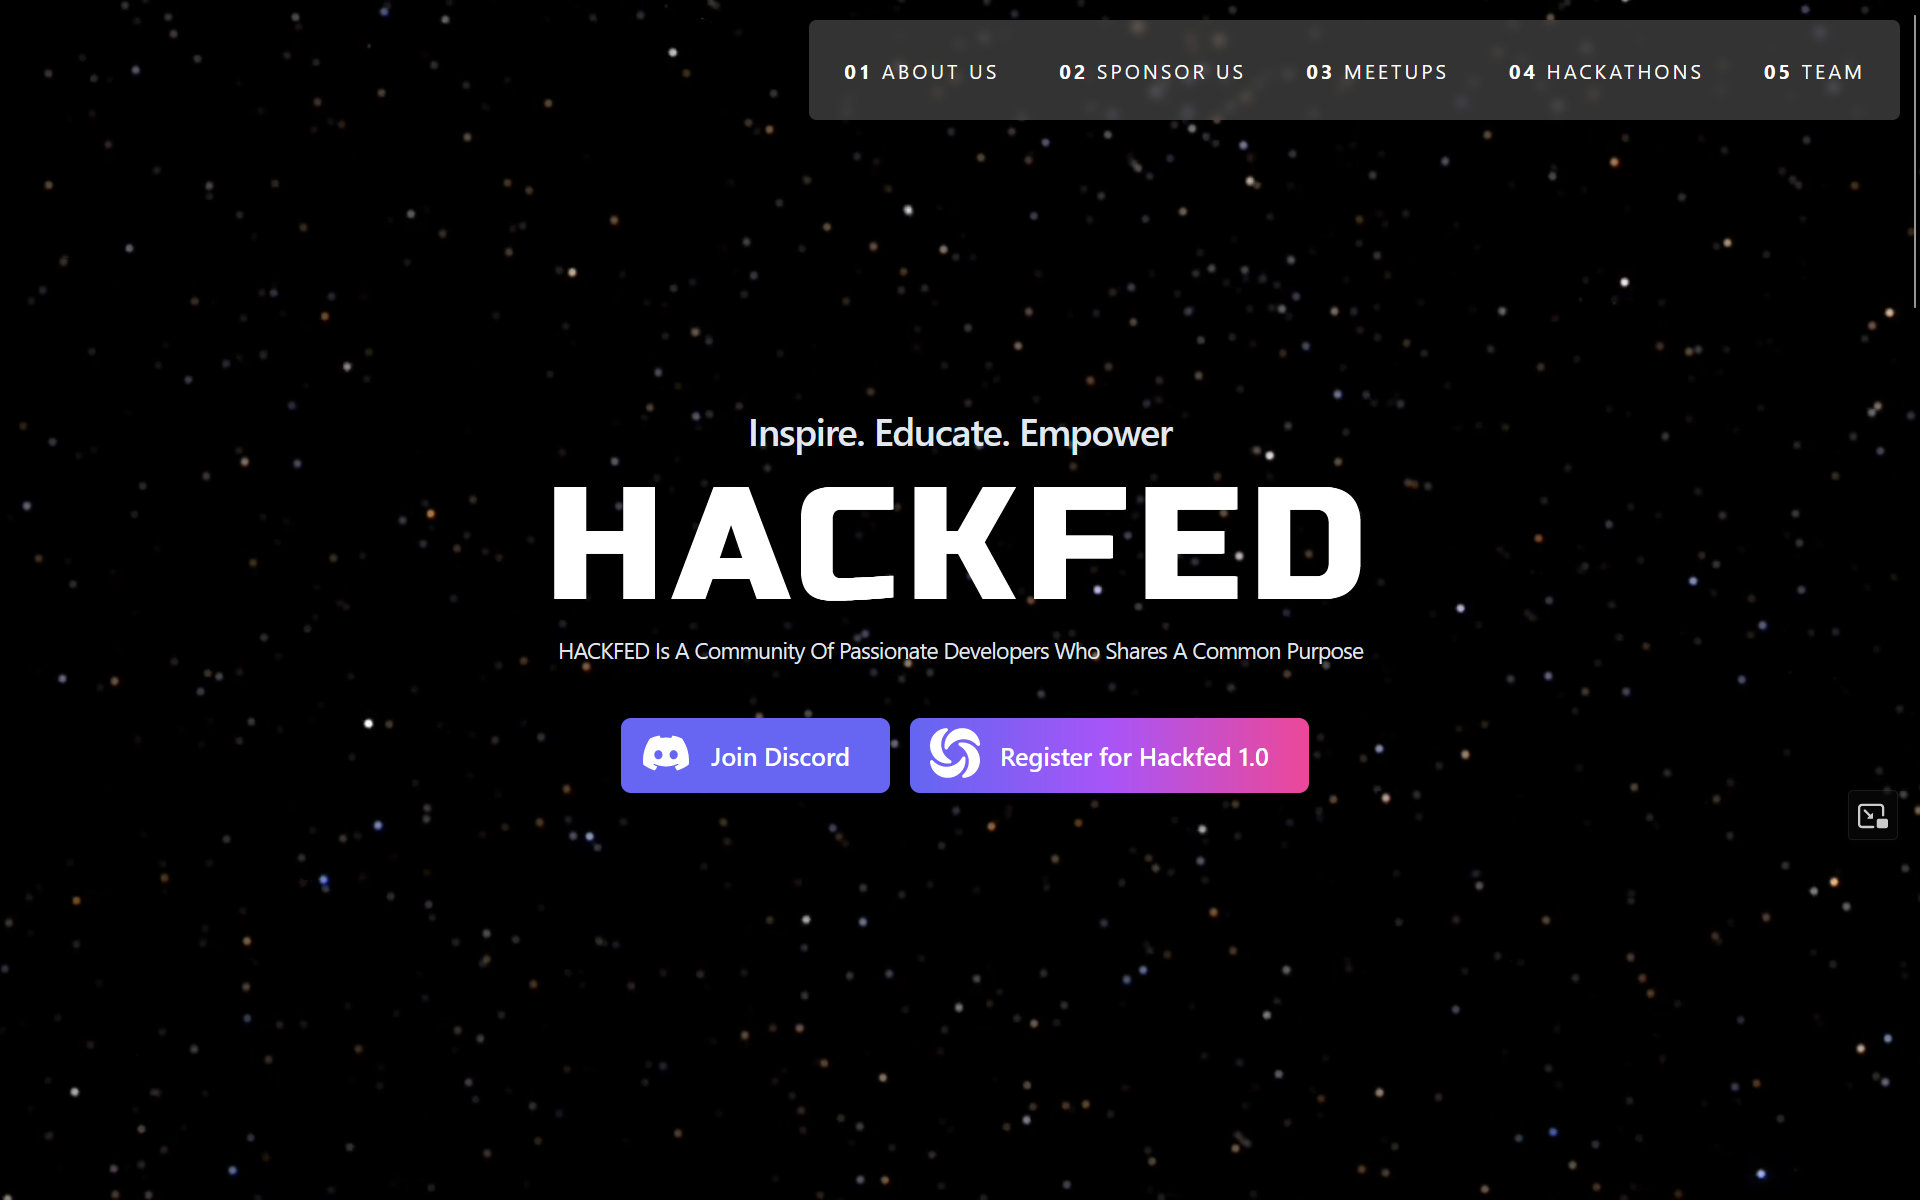 01 ABOUT US 02 SPONSOR US 03 MEETUPS 04 HACKATHONS 05 TEAM
Inspire. Educate. Empower
HACKFED
HACKFED Is A Community Of Passionate Developers Who Shares A Common Purpose
Join Discord Register for Hackfed 1.0